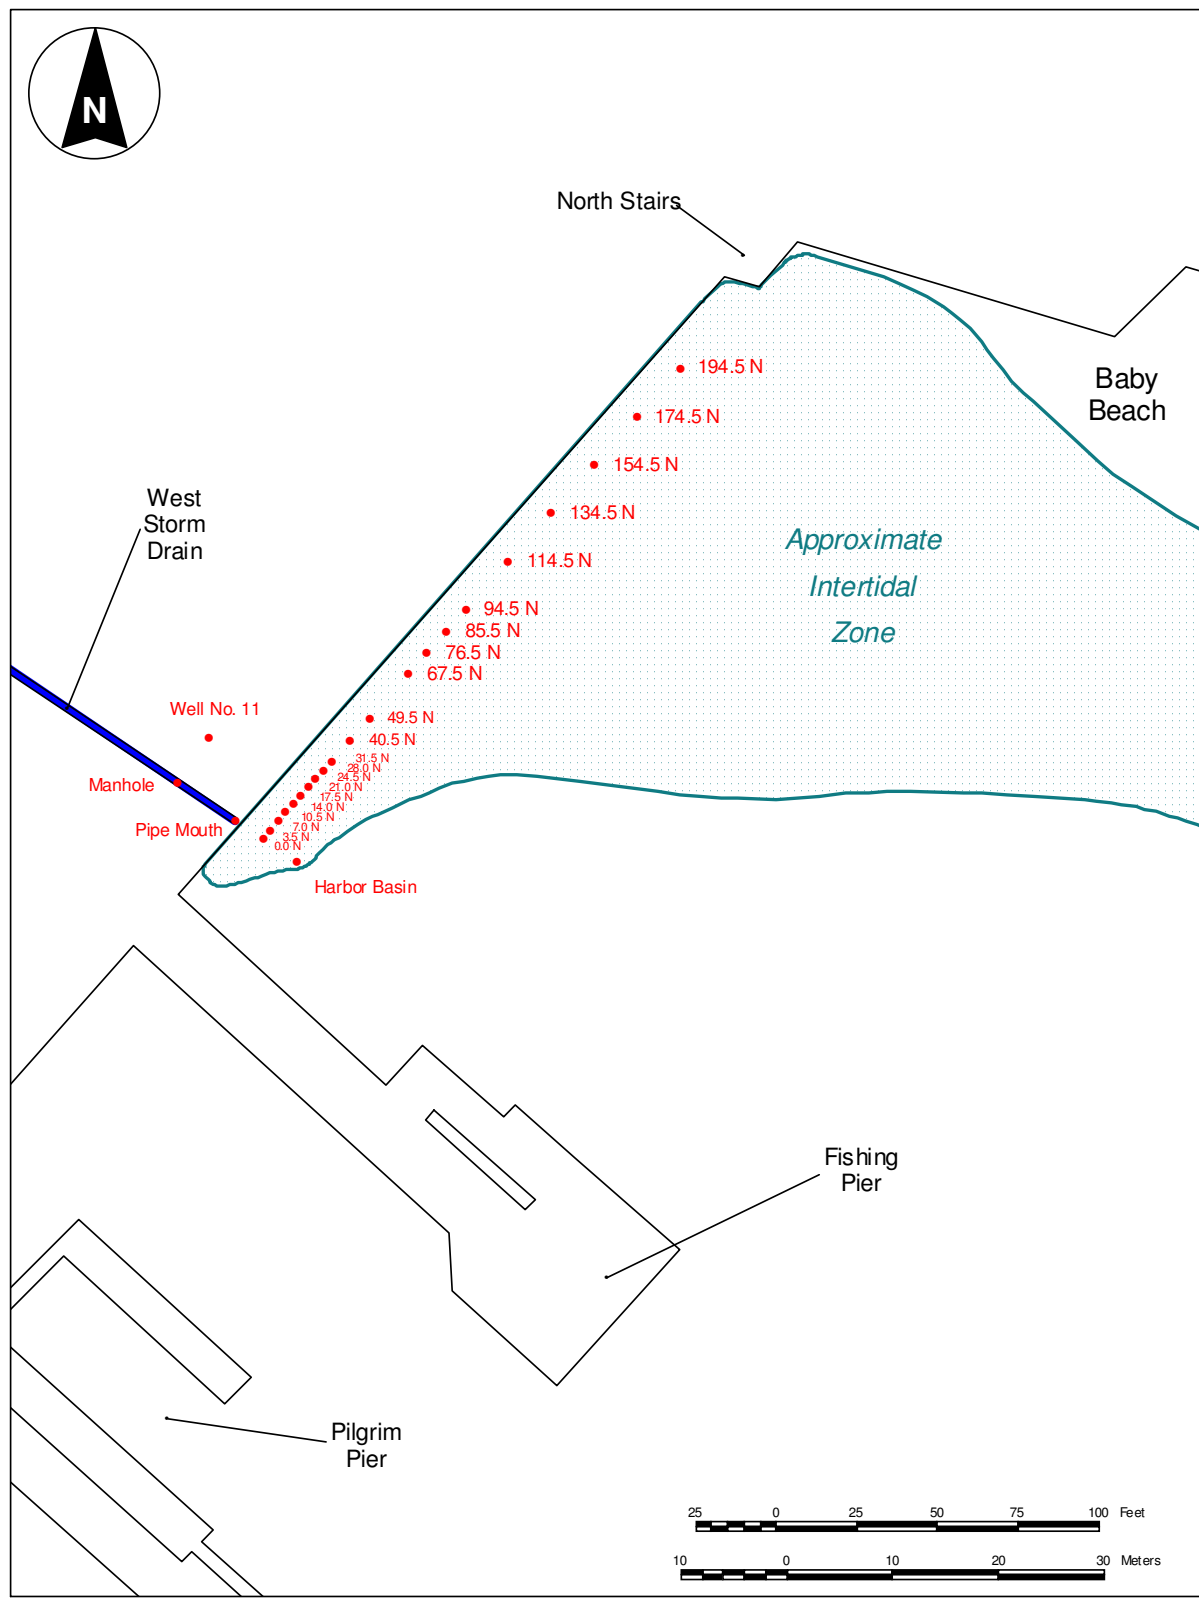 N
North Stairs
194.5 N
Baby
Beach
174.5 N
154.5 N
West
Storm
Drain
134.5 N
Approximate
Intertidal
Zone
114.5 N
94.5 N
85.5 N
76.5 N
67.5 N
Well No. 11
49.5 N
40.5 N
31.5 N
28.0 N
24.5 N
21.0 N
17.5 N
14.0 N
10.5 N
7.0 N
3.5 N
0.0 N
Manhole
Pipe Mouth
Harbor Basin
Fishing
Pier
Pilgrim
Pier
25 0 25 50 75 100 Feet
10 0 10 20 30 Meters